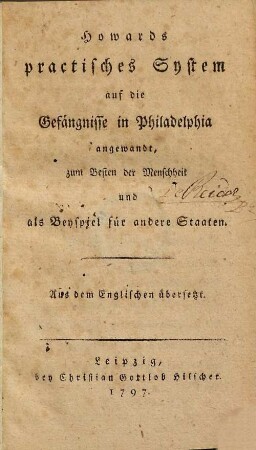 Howards
practisches System
auf die
Gefängnisse in Philadelphia
angewandt,
zum Besten der Menschheit
und
als Beyspiel für andere Staaten.
Aus dem Englischen übersetzt.
Leipzig,
bey Christian Gottlob Hilscher.
1797.